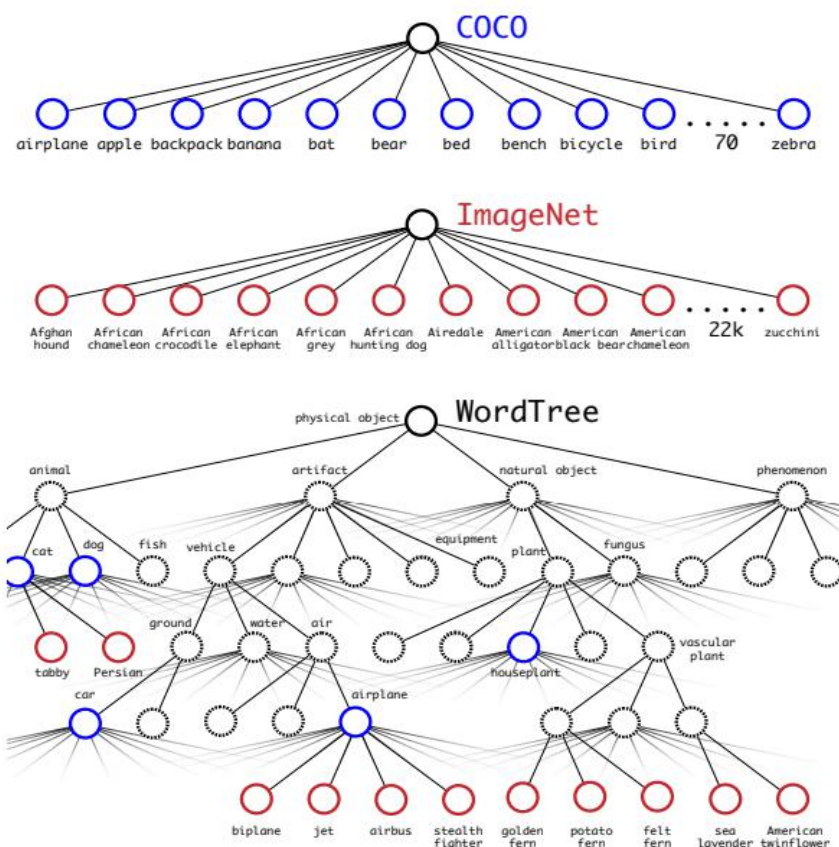 COCO
airplane apple backpack banana bat bear bed bench bicycle bird ..... 70 zebra
ImageNet
Afghan hound
African chameleon
African crocodile
African elephant
African grey
African hunting dog
Airedale
American alligator
American black bear
American chameleon
..... 22k
zucchini
WordTree
physical object
animal artifact natural object phenomenon
cat dog fish vehicle equipment plant fungus
ground water air vascular plant
tabby Persian houseplant
car airplane
biplane jet airbus stealth fighter golden fern potato fern felt fern sea lavender American twinflower